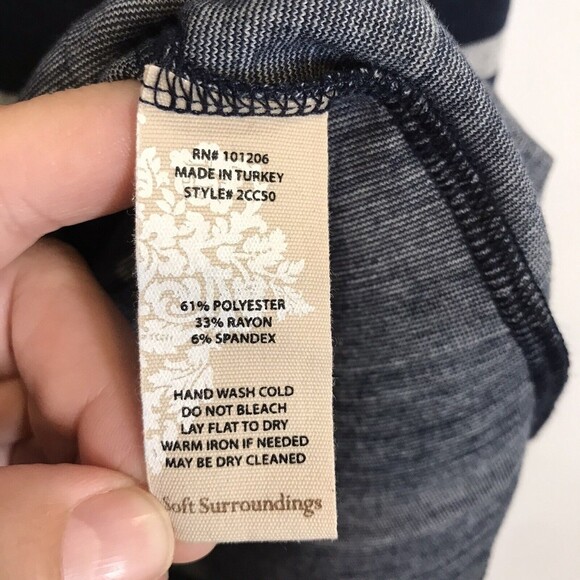 RN# 101206
MADE IN TURKEY
STYLE# 2CC50
61% POLYESTER
33% RAYON
6% SPANDEX
HAND WASH COLD
DO NOT BLEACH
LAY FLAT TO DRY
WARM IRON IF NEEDED
MAY BE DRY CLEANED
Soft Surroundings